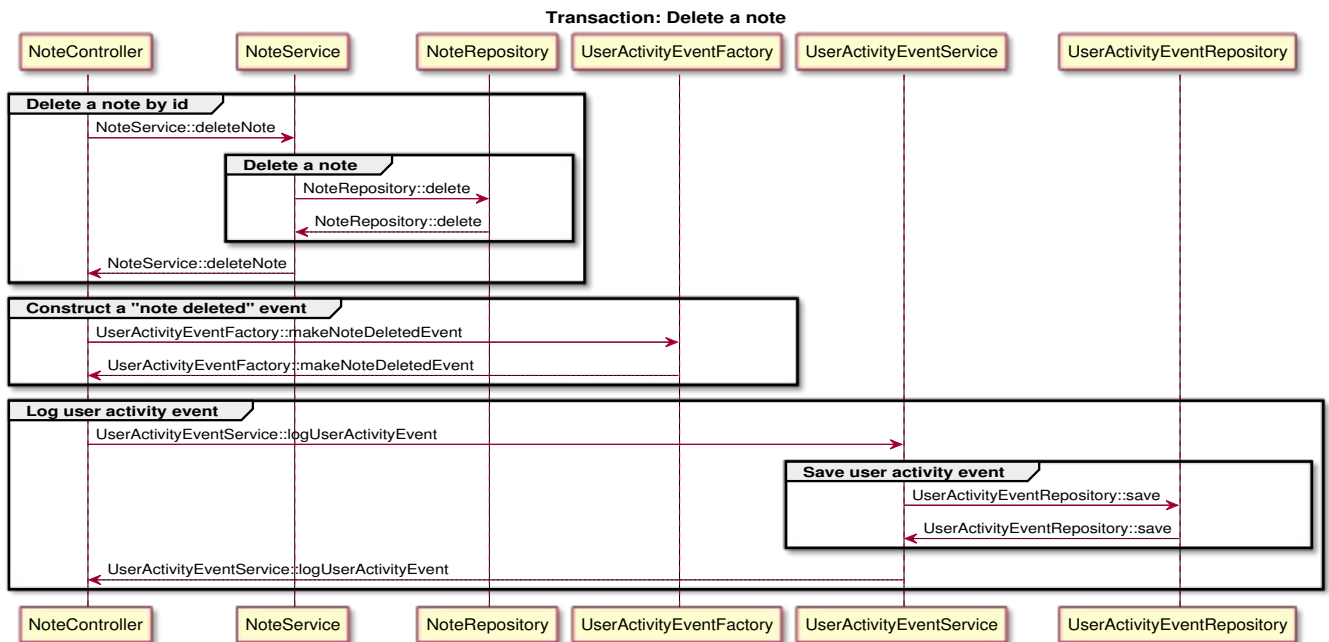 Transaction: Delete a note
NoteController NoteService NoteRepository UserActivityEventFactory UserActivityEventService UserActivityEventRepository
Delete a note by id
NoteService::deleteNote
Delete a note
NoteRepository::delete
NoteRepository::delete
NoteService::deleteNote
Construct a "note deleted" event
UserActivityEventFactory::makeNoteDeletedEvent
UserActivityEventFactory::makeNoteDeletedEvent
Log user activity event
UserActivityEventService::logUserActivityEvent
Save user activity event
UserActivityEventRepository::save
UserActivityEventRepository::save
UserActivityEventService::logUserActivityEvent
NoteController NoteService NoteRepository UserActivityEventFactory UserActivityEventService UserActivityEventRepository